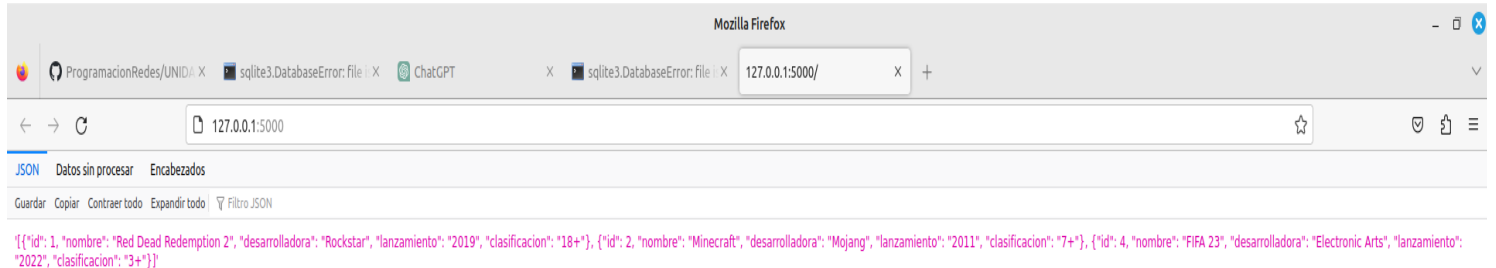 Mozilla Firefox
ProgramacionRedes/UNIDA
sqlite3.DatabaseError: file i
ChatGPT
sqlite3.DatabaseError: file i
127.0.0.1:5000/
127.0.0.1:5000
JSON Datos sin procesar Encabezados
Guardar Copiar Contraer todo Expandir todo Filtro JSON
'[{"id": 1, "nombre": "Red Dead Redemption 2", "desarrolladora": "Rockstar", "lanzamiento": "2019", "clasificacion": "18+"}, {"id": 2, "nombre": "Minecraft", "desarrolladora": "Mojang", "lanzamiento": "2011", "clasificacion": "7+"}, {"id": 4, "nombre": "FIFA 23", "desarrolladora": "Electronic Arts", "lanzamiento":
"2022", "clasificacion": "3+"}]'